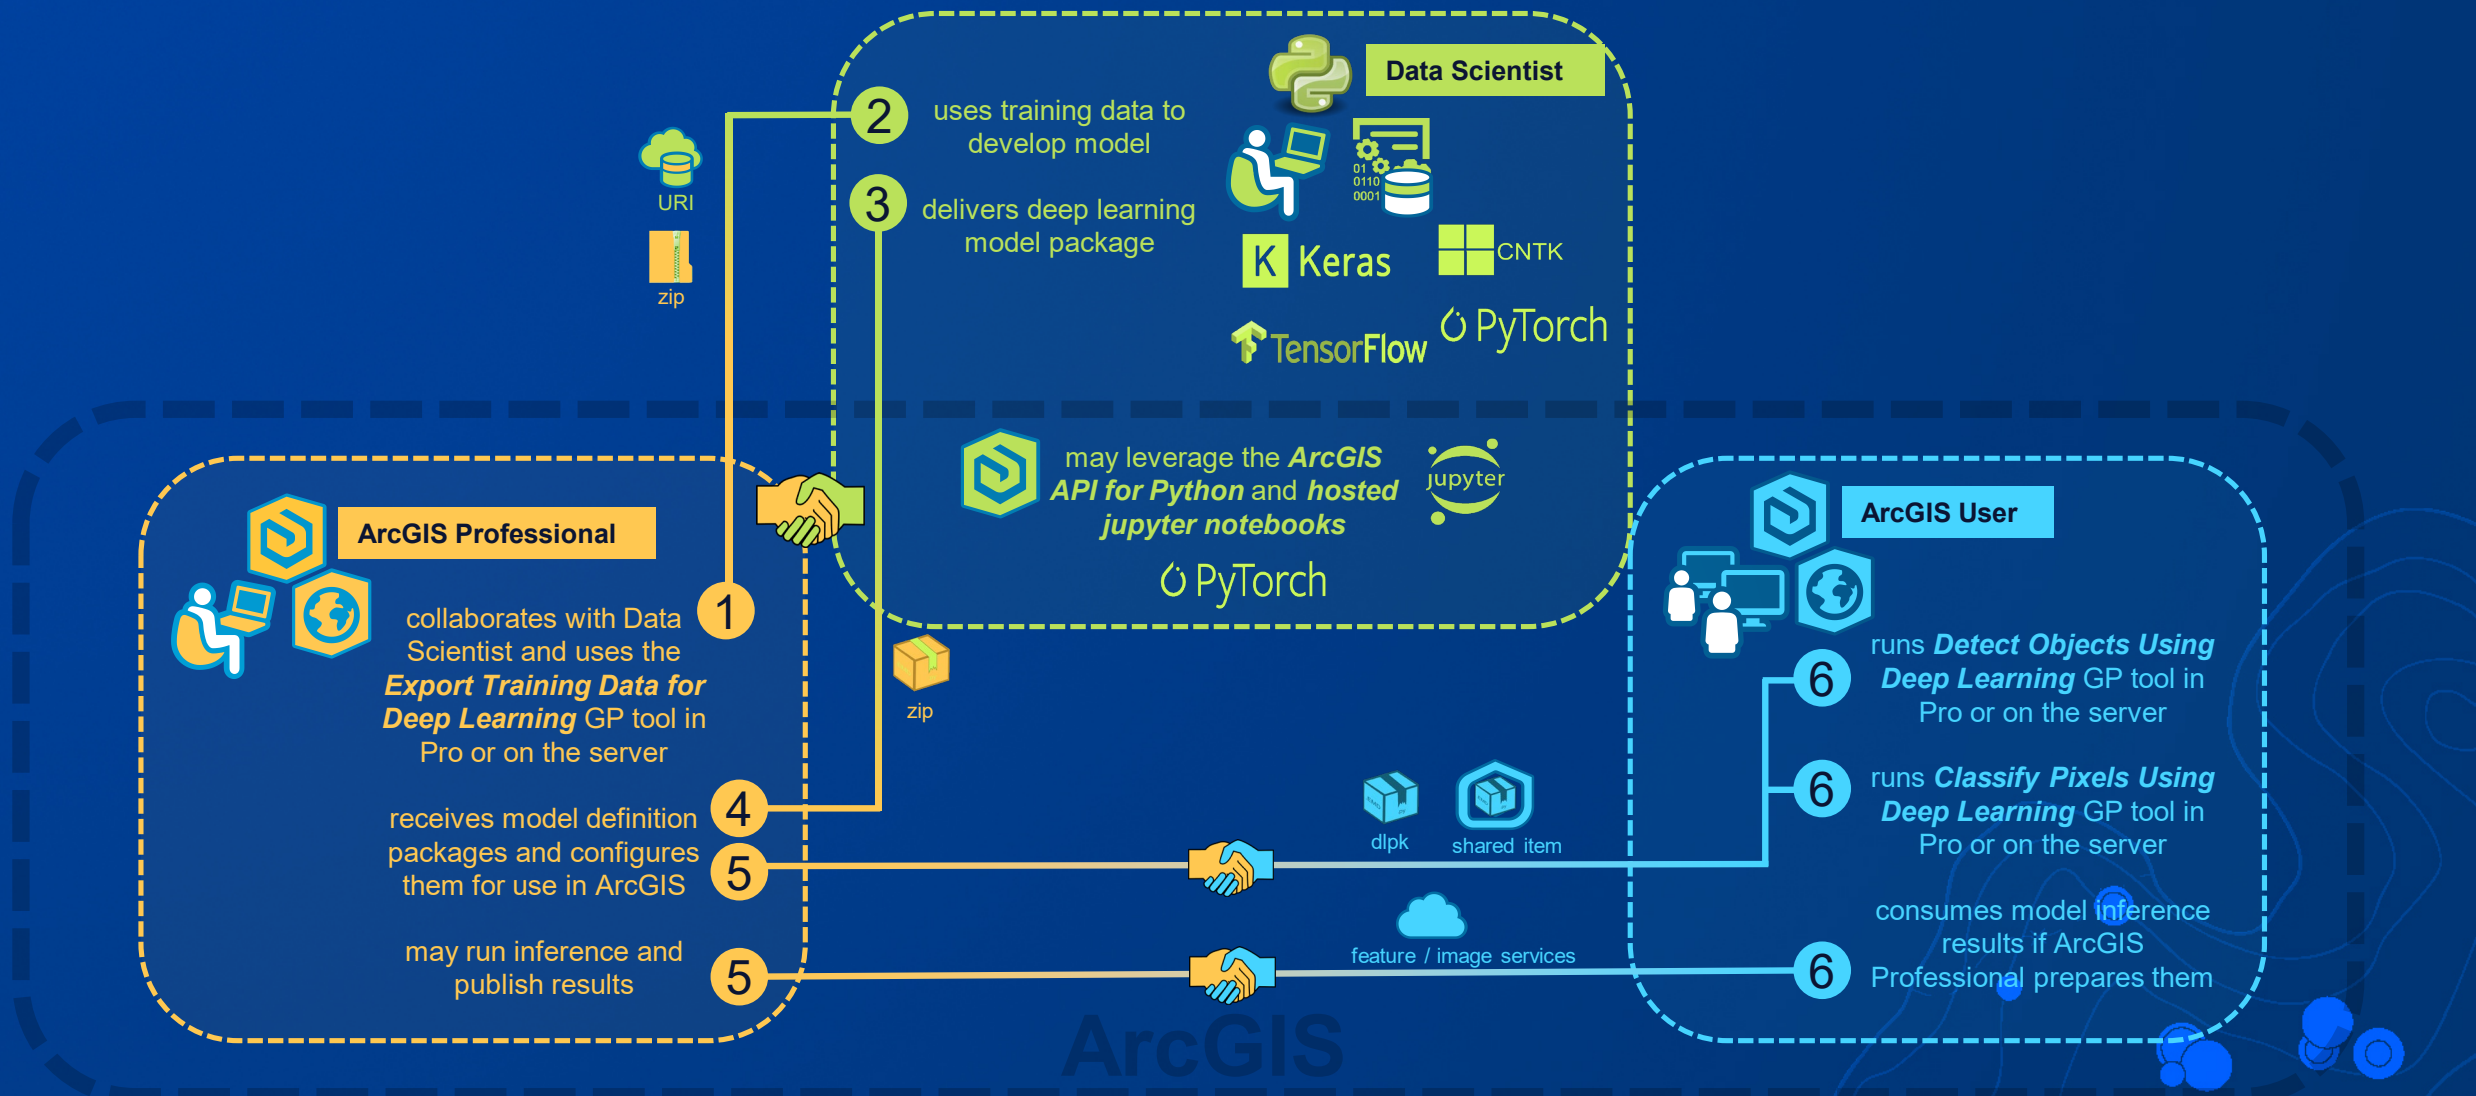 Data Scientist
2
uses training data to
develop model
URI
zip
3
delivers deep learning
model package
01
0110
0001
K Keras
CNTK
TensorFlow
PyTorch
may leverage the ArcGIS
API for Python and hosted
jupyter notebooks
jupyter
PyTorch
ArcGIS Professional
1
collaborates with Data
Scientist and uses the
Export Training Data for
Deep Learning GP tool in
Pro or on the server
zip
4
receives model definition
packages and configures
them for use in ArcGIS
5
may run inference and
publish results
5
dlpk
shared item
feature / image services
ArcGIS User
6
runs Detect Objects Using
Deep Learning GP tool in
Pro or on the server
6
runs Classify Pixels Using
Deep Learning GP tool in
Pro or on the server
6
consumes model inference
results if ArcGIS
Professional prepares them
ArcGIS